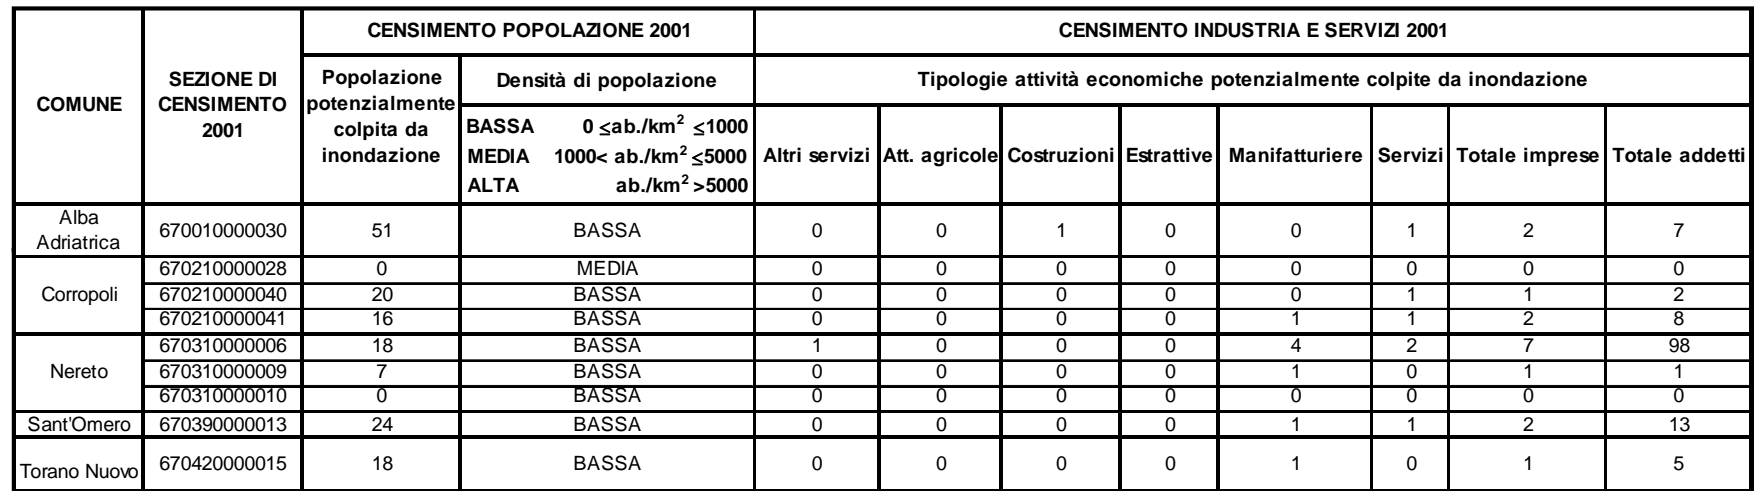 CENSIMENTO POPOLAZIONE 2001 CENSIMENTO INDUSTRIA E SERVIZI 2001
COMUNE SEZIONE DI CENSIMENTO 2001 Popolazione potenzialmente colpita da inondazione Densità di popolazione Tipologie attività economiche potenzialmente colpite da inondazione
BASSA 0 ≤ab./km² ≤1000
MEDIA 1000< ab./km² ≤5000
ALTA ab./km² >5000
Altri servizi Att. agricole Costruzioni Estrattive Manifatturiere Servizi Totale imprese Totale addetti
Alba Adriatrica 670010000030 51 BASSA 0 0 1 0 0 1 2 7
Corropoli 670210000028 0 MEDIA 0 0 0 0 0 0 0 0
670210000040 20 BASSA 0 0 0 0 0 1 1 2
670210000041 16 BASSA 0 0 0 0 1 1 2 8
Nereto 670310000006 18 BASSA 1 0 0 0 4 2 7 98
670310000009 7 BASSA 0 0 0 0 1 0 1 1
670310000010 0 BASSA 0 0 0 0 0 0 0 0
Sant'Omero 670390000013 24 BASSA 0 0 0 0 1 1 2 13
Torano Nuovo 670420000015 18 BASSA 0 0 0 0 1 0 1 5